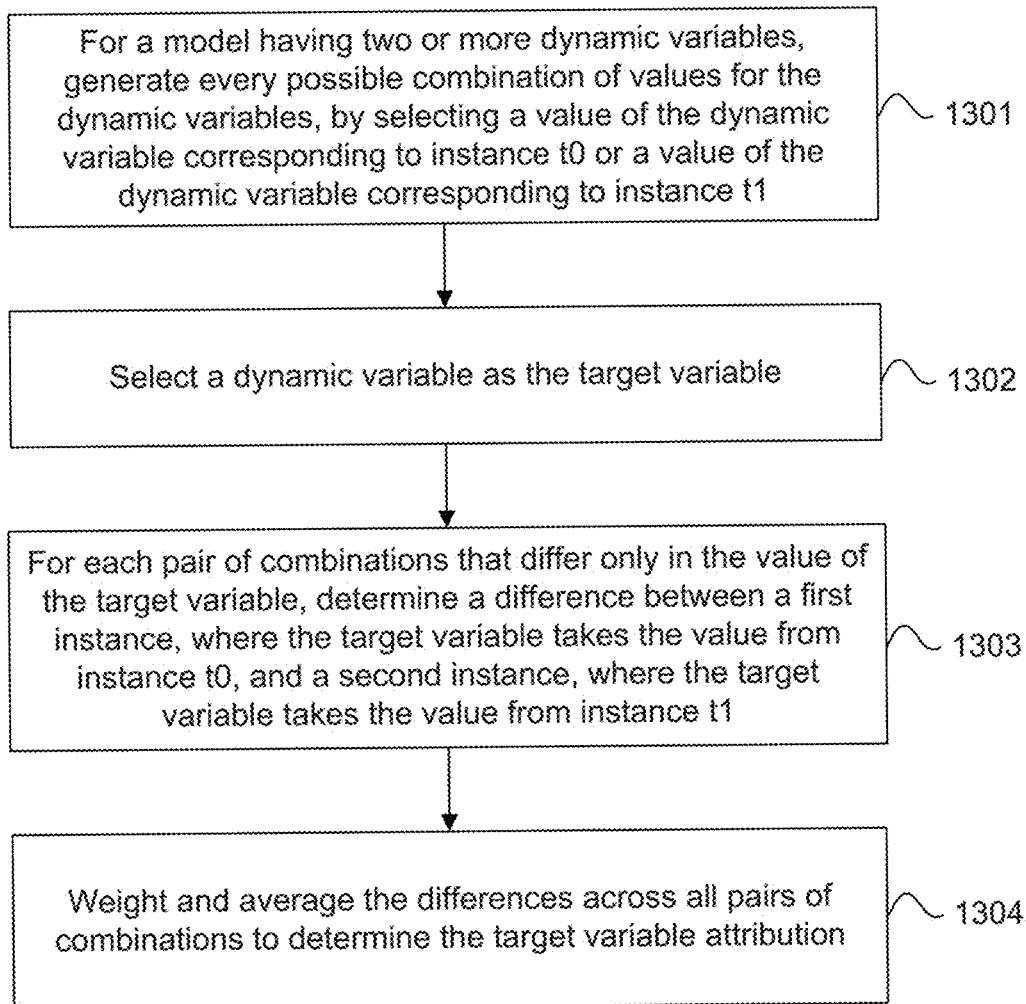 For a model having two or more dynamic variables,
generate every possible combination of values for the
dynamic variables, by selecting a value of the dynamic
variable corresponding to instance t0 or a value of the
dynamic variable corresponding to instance t1
1301
Select a dynamic variable as the target variable
1302
For each pair of combinations that differ only in the value of
the target variable, determine a difference between a first
instance, where the target variable takes the value from
instance t0, and a second instance, where the target
variable takes the value from instance t1
1303
Weight and average the differences across all pairs of
combinations to determine the target variable attribution
1304